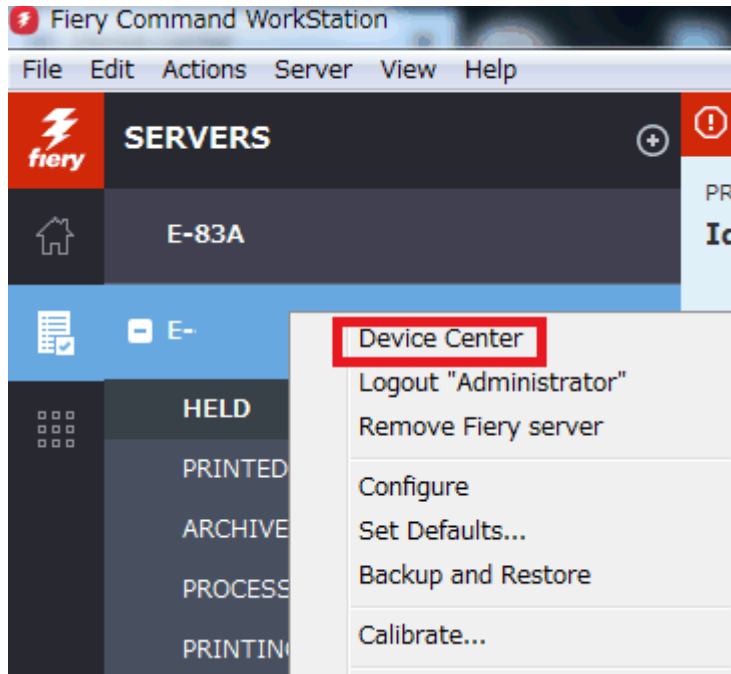 Fiery Command WorkStation
File Edit Actions Server View Help
fiery
SERVERS
E-83A
E-
Device Center
Logout "Administrator"
Remove Fiery server
Configure
Set Defaults...
Backup and Restore
Calibrate...
HELD
PRINTED
ARCHIVE
PROCESS
PRINTIN
PR